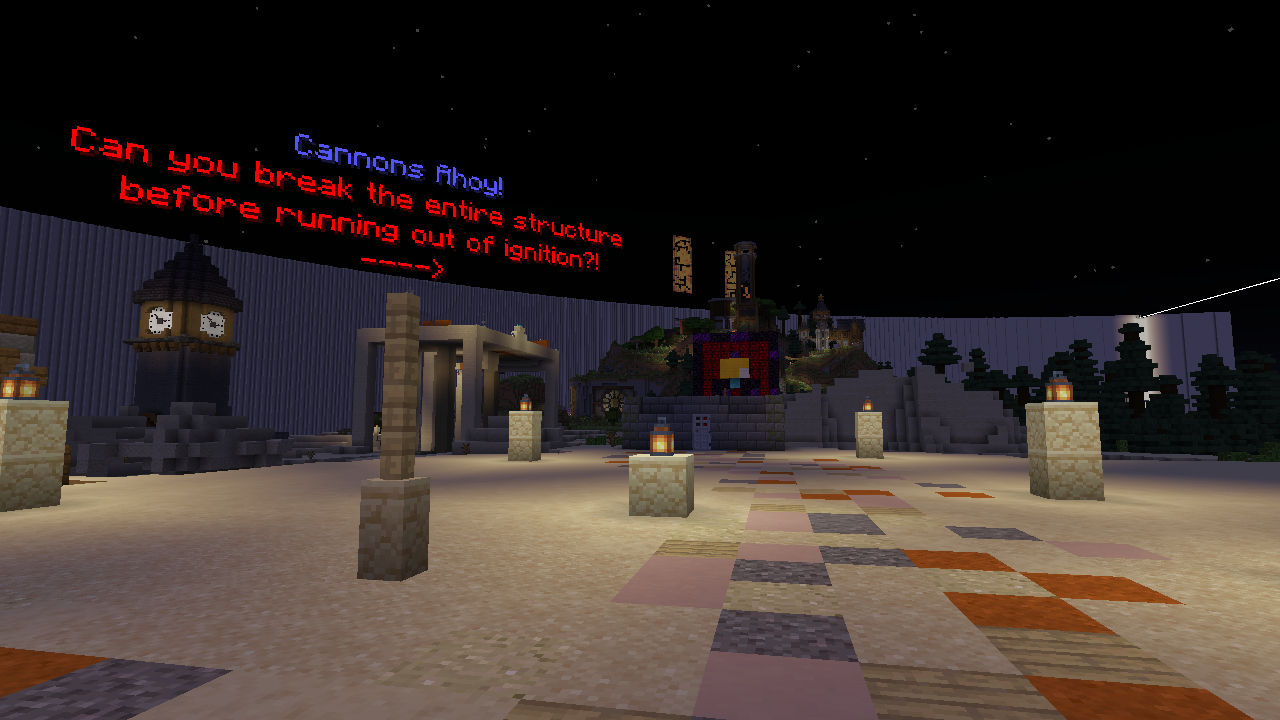 Cannons Ahoy!
Can you break the entire structure
before running out of ignition?!
---->